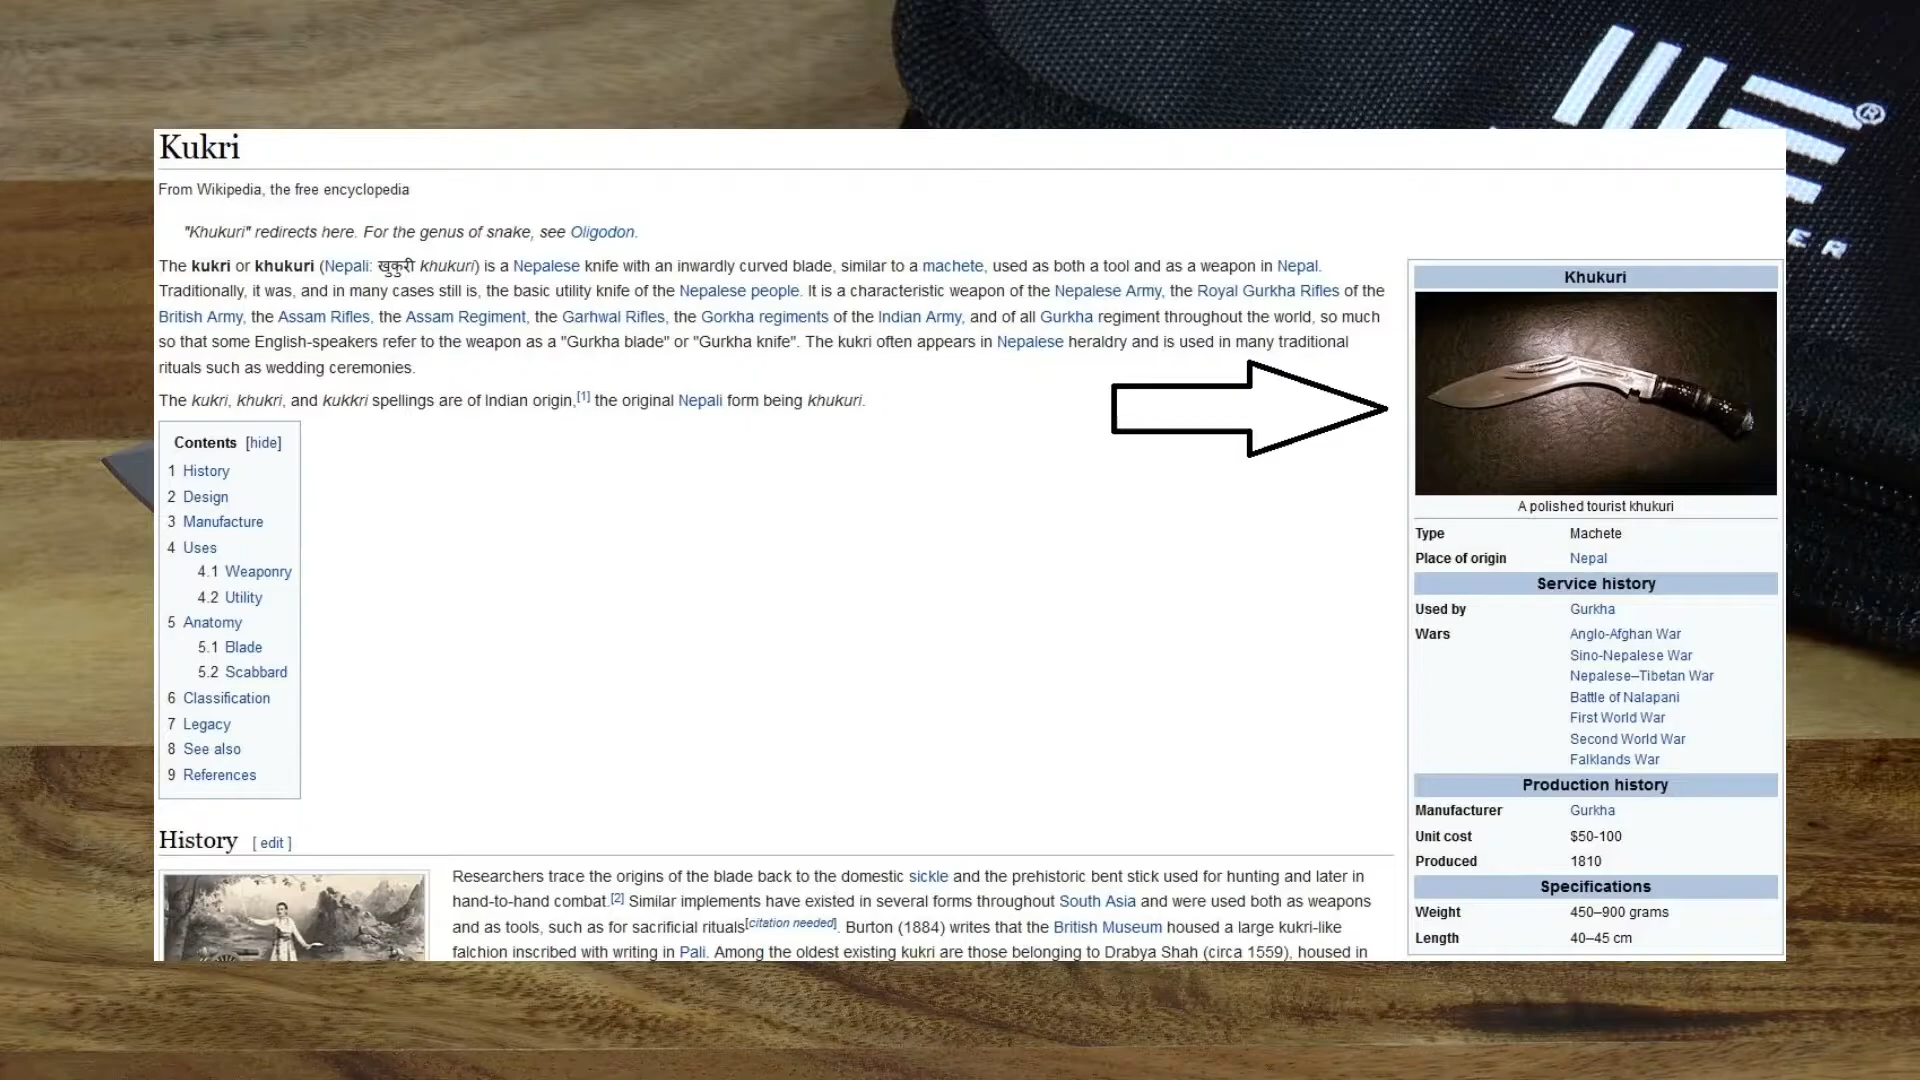 Kukri
From Wikipedia, the free encyclopedia
"Khukuri" redirects here. For the genus of snake, see Oligodon.
The kukri or khukuri (Nepali: खुकुरी khukuri) is a Nepalese knife with an inwardly curved blade, similar to a machete, used as both a tool and as a weapon in Nepal.
Traditionally, it was, and in many cases still is, the basic utility knife of the Nepalese people. It is a characteristic weapon of the Nepalese Army, the Royal Gurkha Rifles of the
British Army, the Assam Rifles, the Assam Regiment, the Garhwal Rifles, the Gorkha regiments of the Indian Army, and of all Gurkha regiment throughout the world, so much
so that some English-speakers refer to the weapon as a "Gurkha blade" or "Gurkha knife". The kukri often appears in Nepalese heraldry and is used in many traditional
rituals such as wedding ceremonies.
The kukri, khukri, and kukkri spellings are of Indian origin,[1] the original Nepali form being khukuri.
Contents [hide]
1 History
2 Design
3 Manufacture
4 Uses
4.1 Weaponry
4.2 Utility
5 Anatomy
5.1 Blade
5.2 Scabbard
6 Classification
7 Legacy
8 See also
9 References
History [ edit ]
Researchers trace the origins of the blade back to the domestic sickle and the prehistoric bent stick used for hunting and later in
hand-to-hand combat.[2] Similar implements have existed in several forms throughout South Asia and were used both as weapons
and as tools, such as for sacrificial rituals[citation needed]. Burton (1884) writes that the British Museum housed a large kukri-like
falchion inscribed with writing in Pali. Among the oldest existing kukri are those belonging to Drabya Shah (circa 1559), housed in
Khukuri
A polished tourist khukuri
Type Machete
Place of origin Nepal
Service history
Used by Gurkha
Wars Anglo-Afghan War
Sino-Nepalese War
Nepalese–Tibetan War
Battle of Nalapani
First World War
Second World War
Falklands War
Production history
Manufacturer Gurkha
Unit cost $50-100
Produced 1810
Specifications
Weight 450–900 grams
Length 40–45 cm